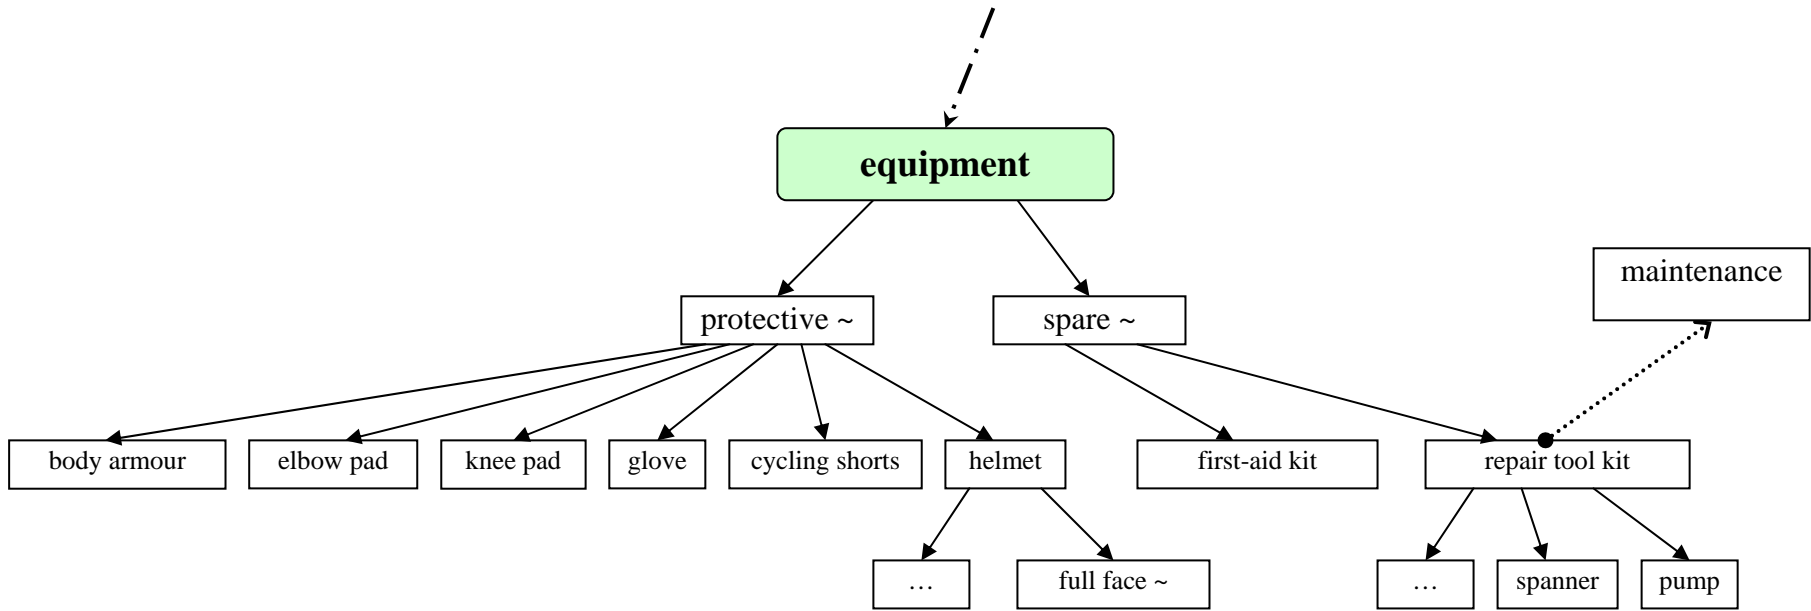 equipment
maintenance
protective ~
spare ~
body armour
elbow pad
knee pad
glove
cycling shorts
helmet
first-aid kit
repair tool kit
…
full face ~
…
spanner
pump